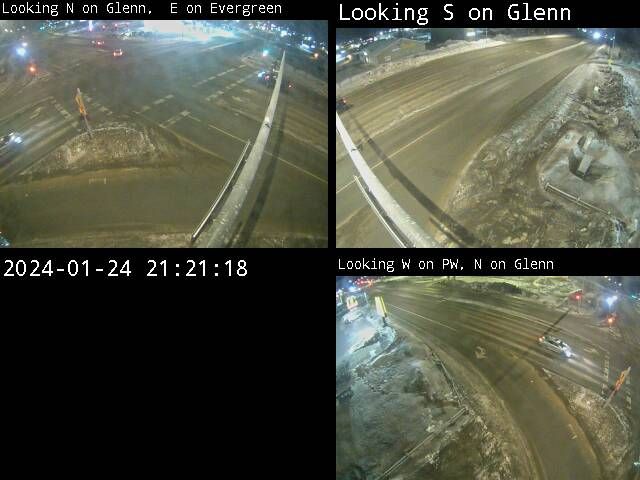 Looking N on Glenn,  E on Evergreen
Looking S on Glenn
2024-01-24 21:21:18
Looking W on PW, N on Glenn